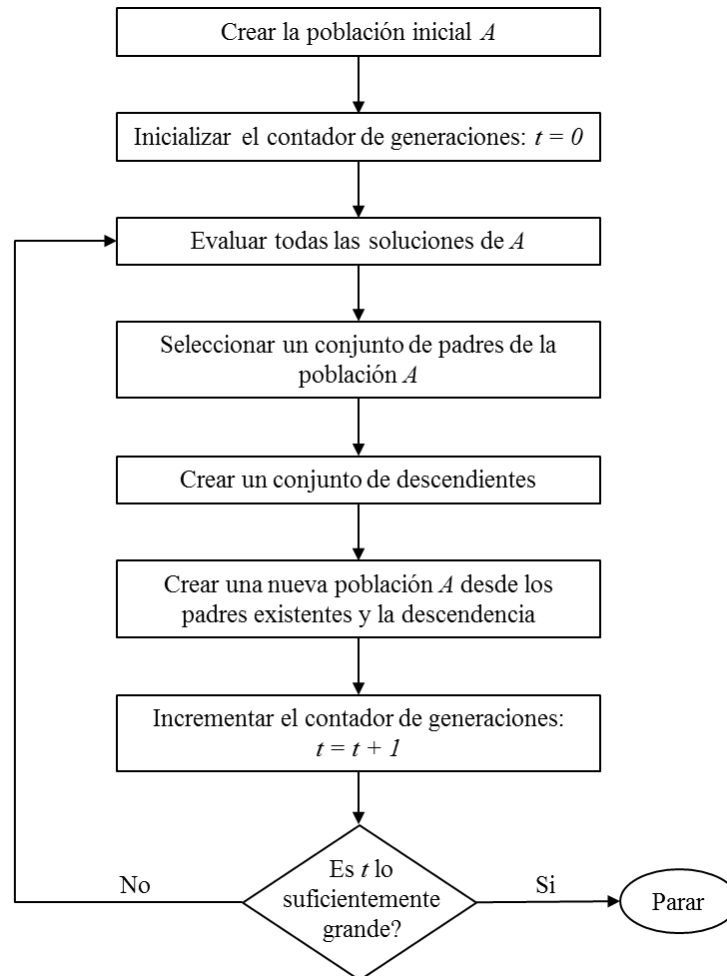 Crear la población inicial A
Inicializar el contador de generaciones: t = 0
Evaluar todas las soluciones de A
Seleccionar un conjunto de padres de la
población A
Crear un conjunto de descendientes
Crear una nueva población A desde los
padres existentes y la descendencia
Incrementar el contador de generaciones:
t = t + 1
Es t lo
suficientemente
grande?
No
Si
Parar